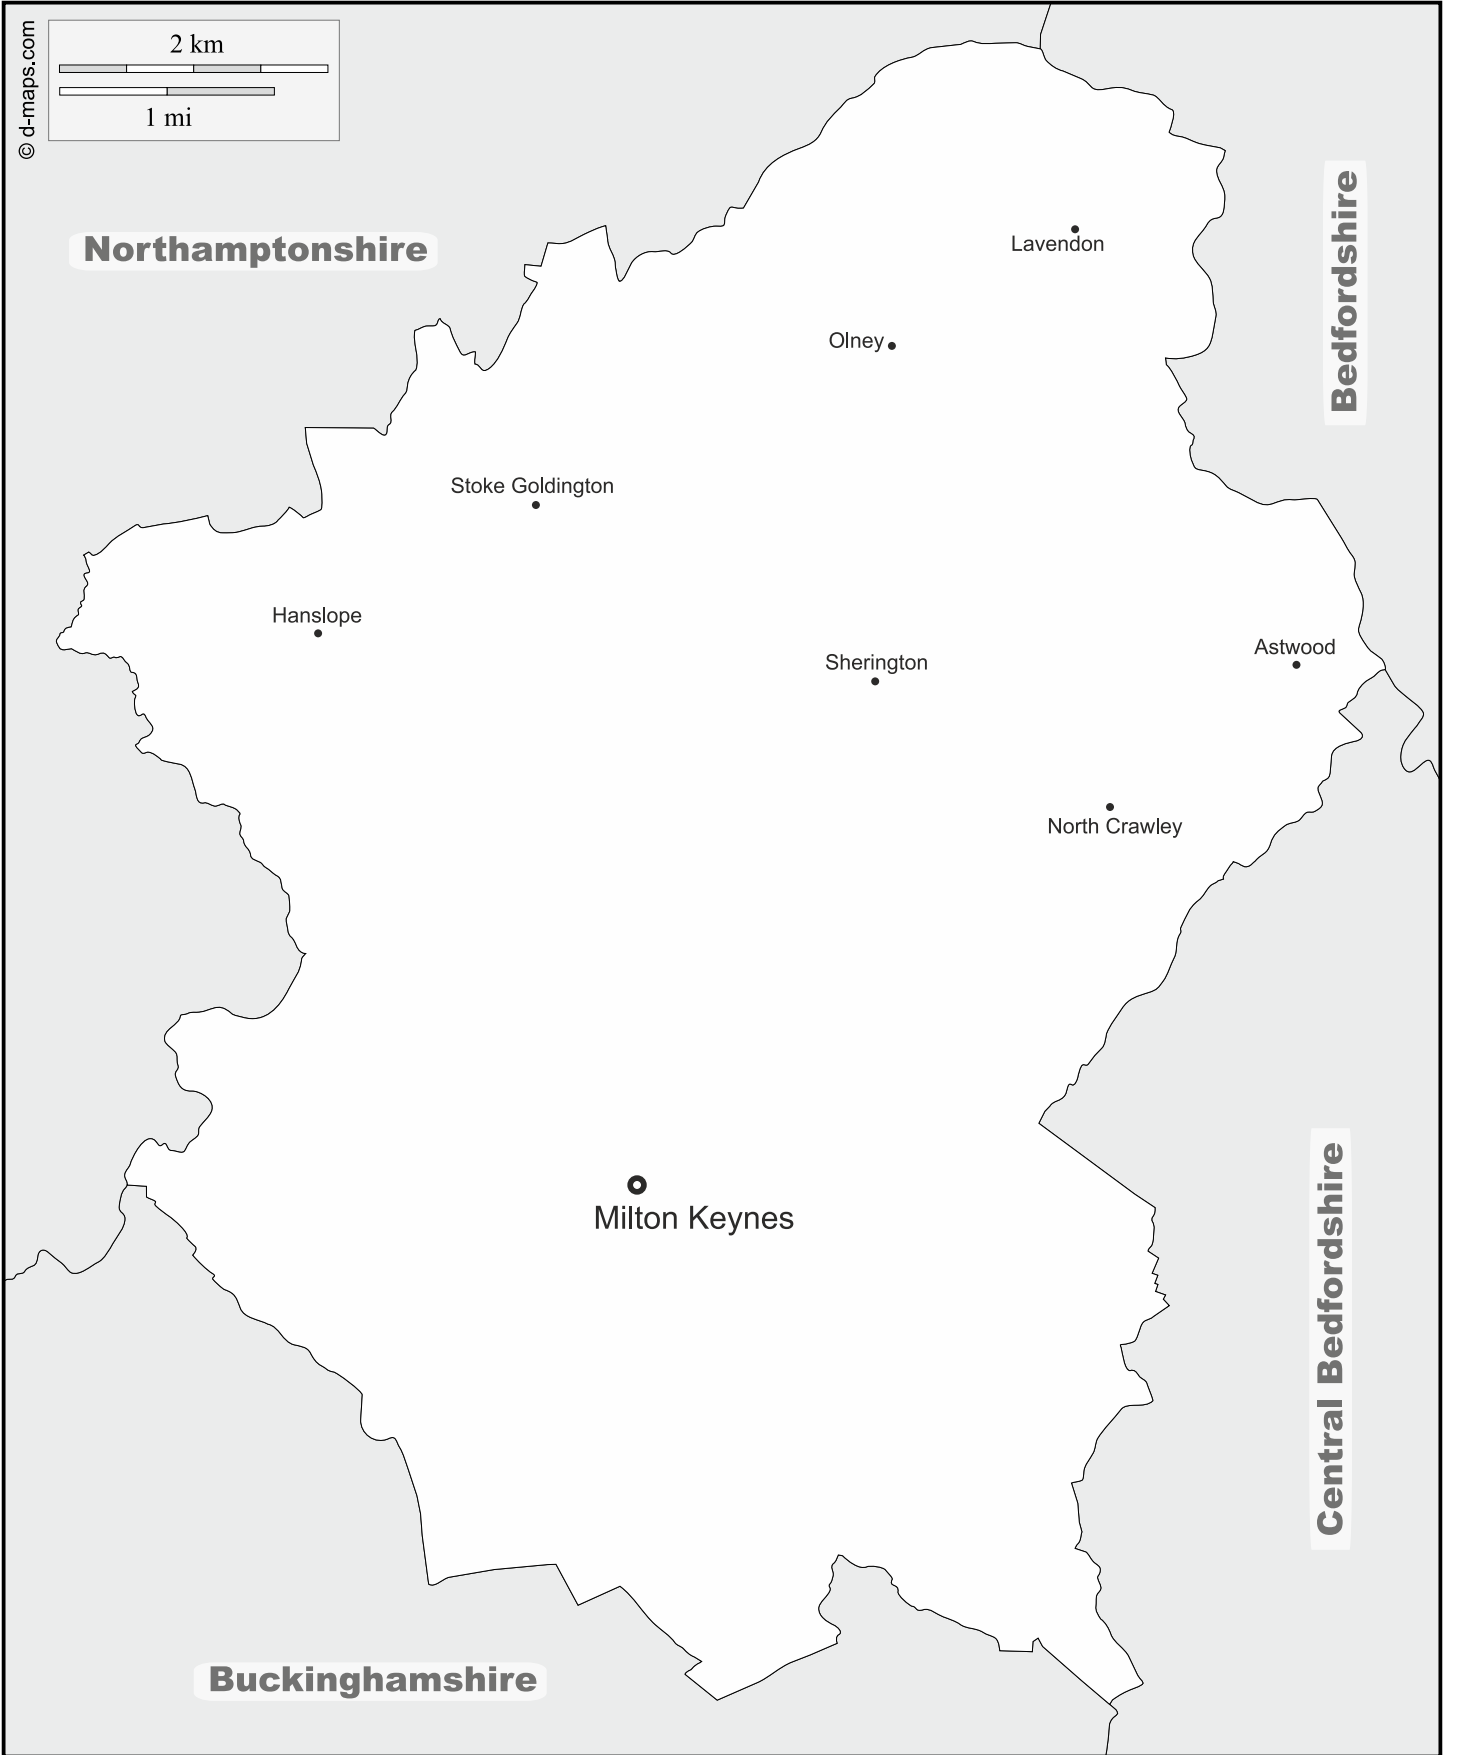 © d-maps.com
2 km
1 mi
Northamptonshire
Bedfordshire
Lavendon
Olney
Stoke Goldington
Hanslope
Sherington
Astwood
North Crawley
Milton Keynes
Central Bedfordshire
Buckinghamshire